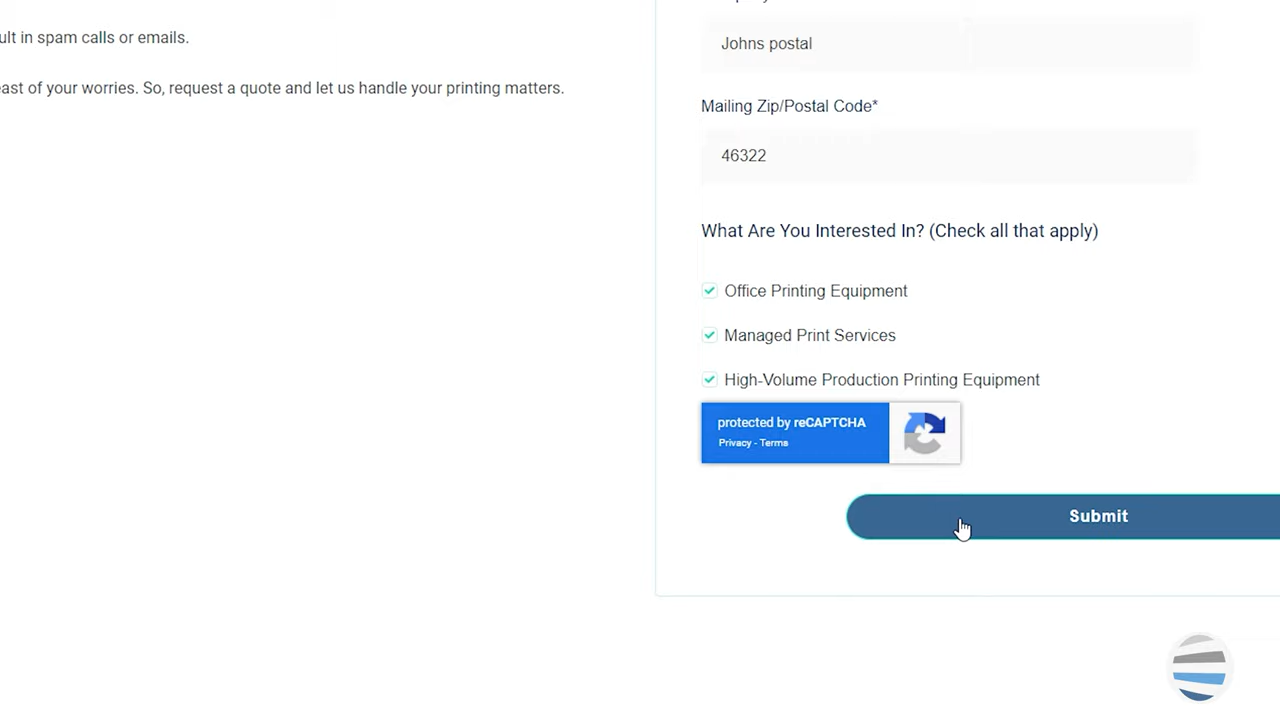 ult in spam calls or emails.
east of your worries. So, request a quote and let us handle your printing matters.
Johns postal
Mailing Zip/Postal Code*
46322
What Are You Interested In? (Check all that apply)
Office Printing Equipment
Managed Print Services
High-Volume Production Printing Equipment
protected by reCAPTCHA
Privacy - Terms
Submit